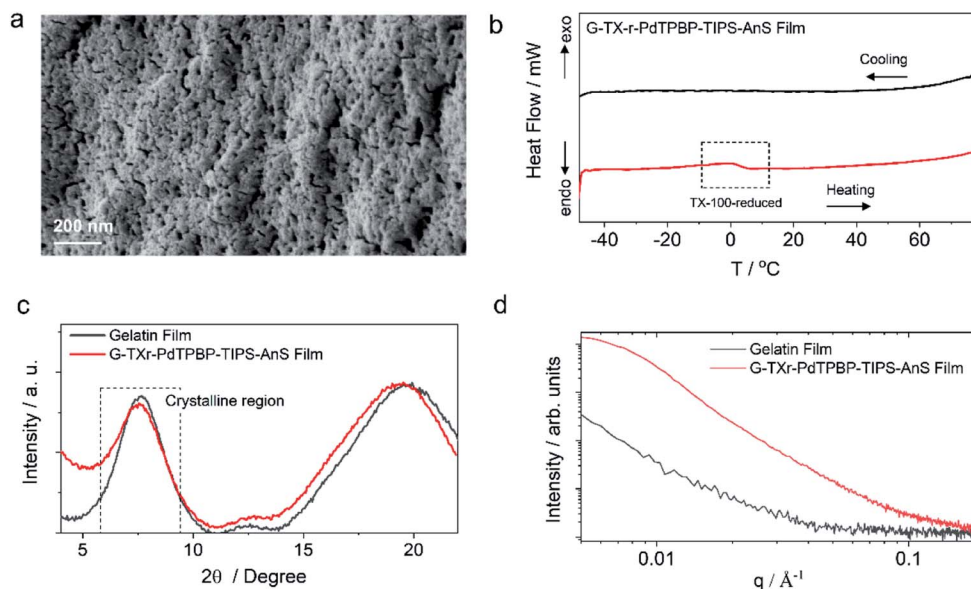 a
200 nm
b
G-TX-r-PdTPBP-TIPS-AnS Film
Heat Flow / mW
endo
exo
Cooling
Heating
TX-100-reduced
-40 -20 0 20 40 60
T / °C
c
Gelatin Film
G-TXr-PdTPBP-TIPS-AnS Film
Crystalline region
Intensity / a. u.
5 10 15 20
2θ / Degree
d
Gelatin Film
G-TXr-PdTPBP-TIPS-AnS Film
Intensity / arb. units
0.01 0.1
q / Å⁻¹